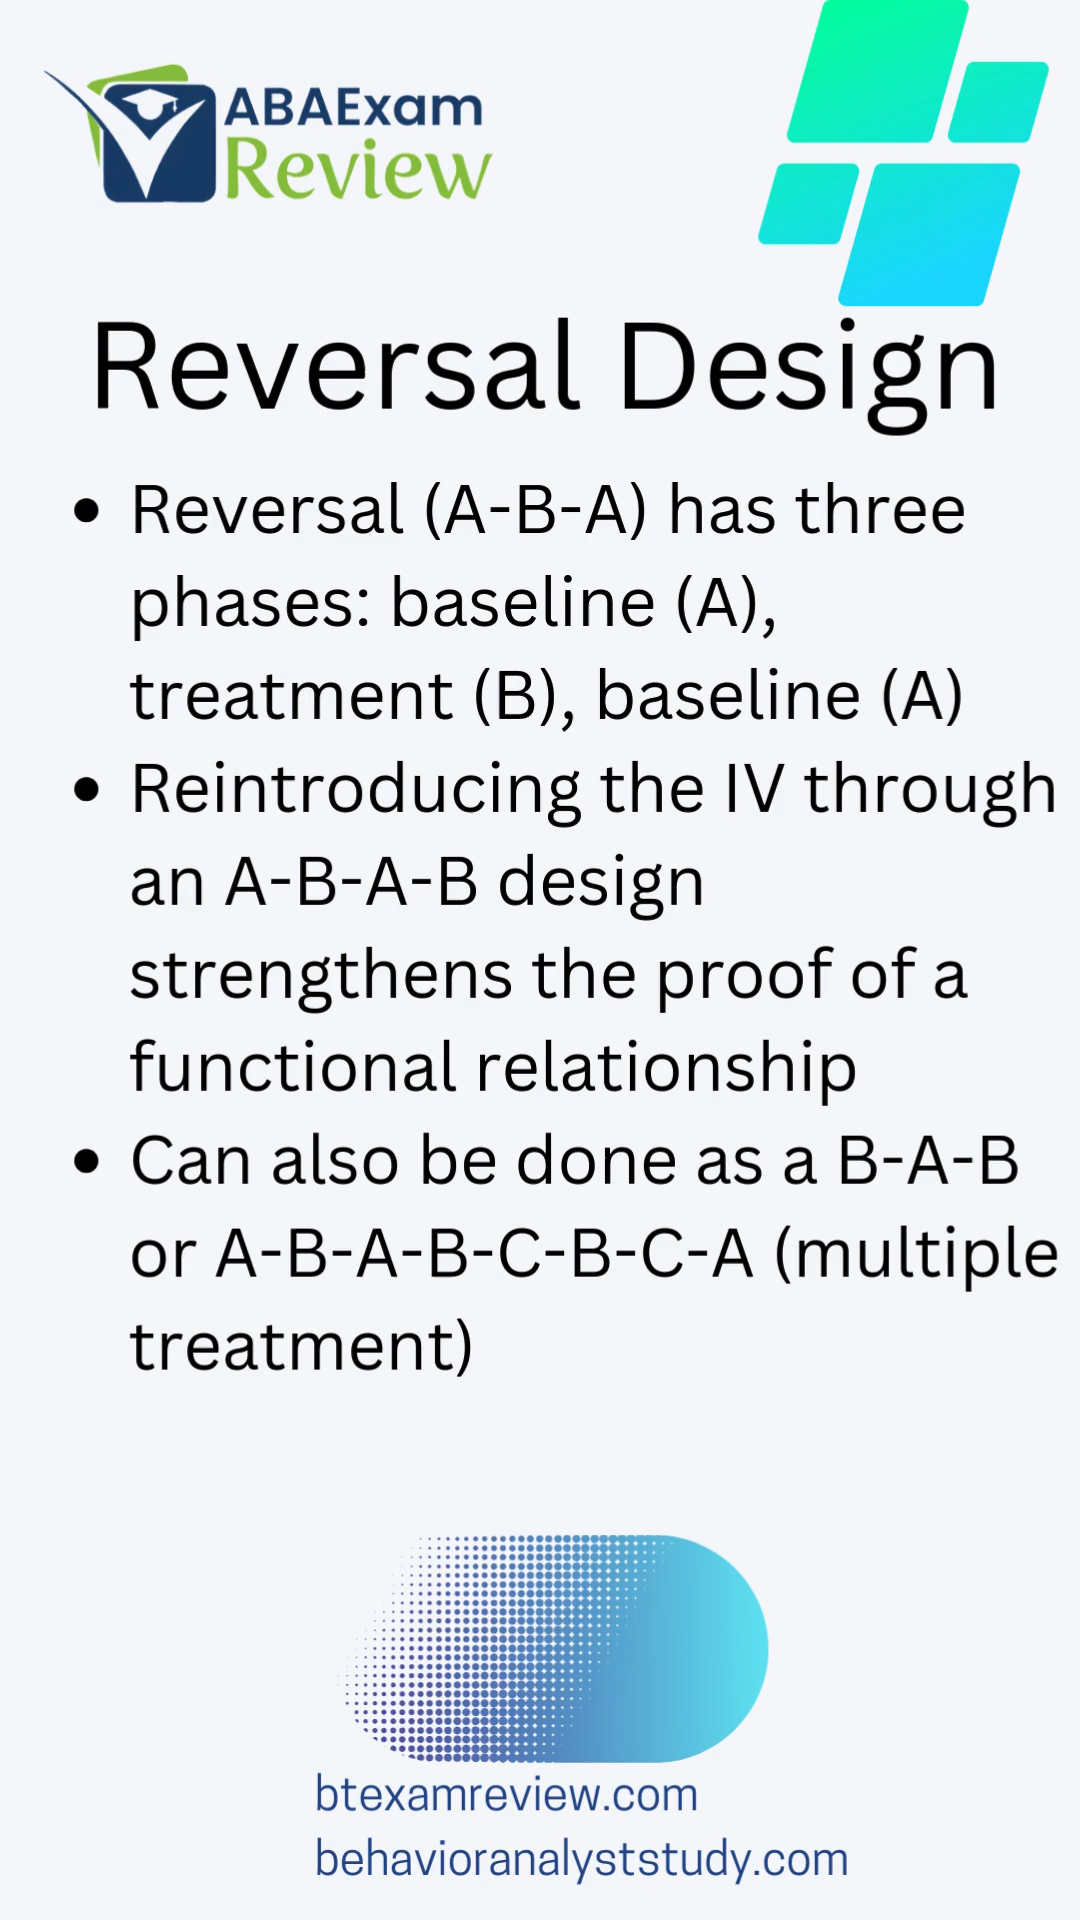 ABAExam
Review
Reversal Design
• Reversal (A-B-A) has three
phases: baseline (A),
treatment (B), baseline (A)
• Reintroducing the IV through
an A-B-A-B design
strengthens the proof of a
functional relationship
• Can also be done as a B-A-B
or A-B-A-B-C-B-C-A (multiple
treatment)
btexamreview.com
behavioranalyststudy.com